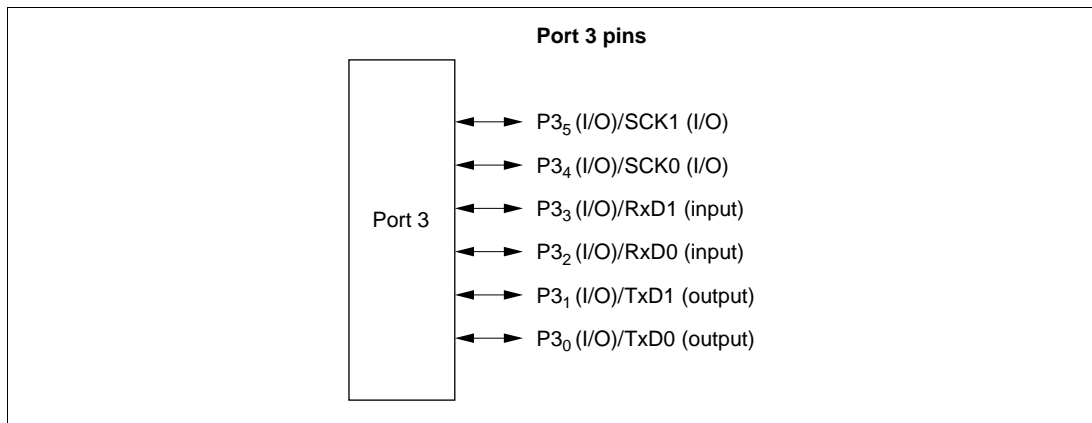 Port 3 pins
P3₅ (I/O)/SCK1 (I/O)
P3₄ (I/O)/SCK0 (I/O)
P3₃ (I/O)/RxD1 (input)
Port 3
P3₂ (I/O)/RxD0 (input)
P3₁ (I/O)/TxD1 (output)
P3₀ (I/O)/TxD0 (output)